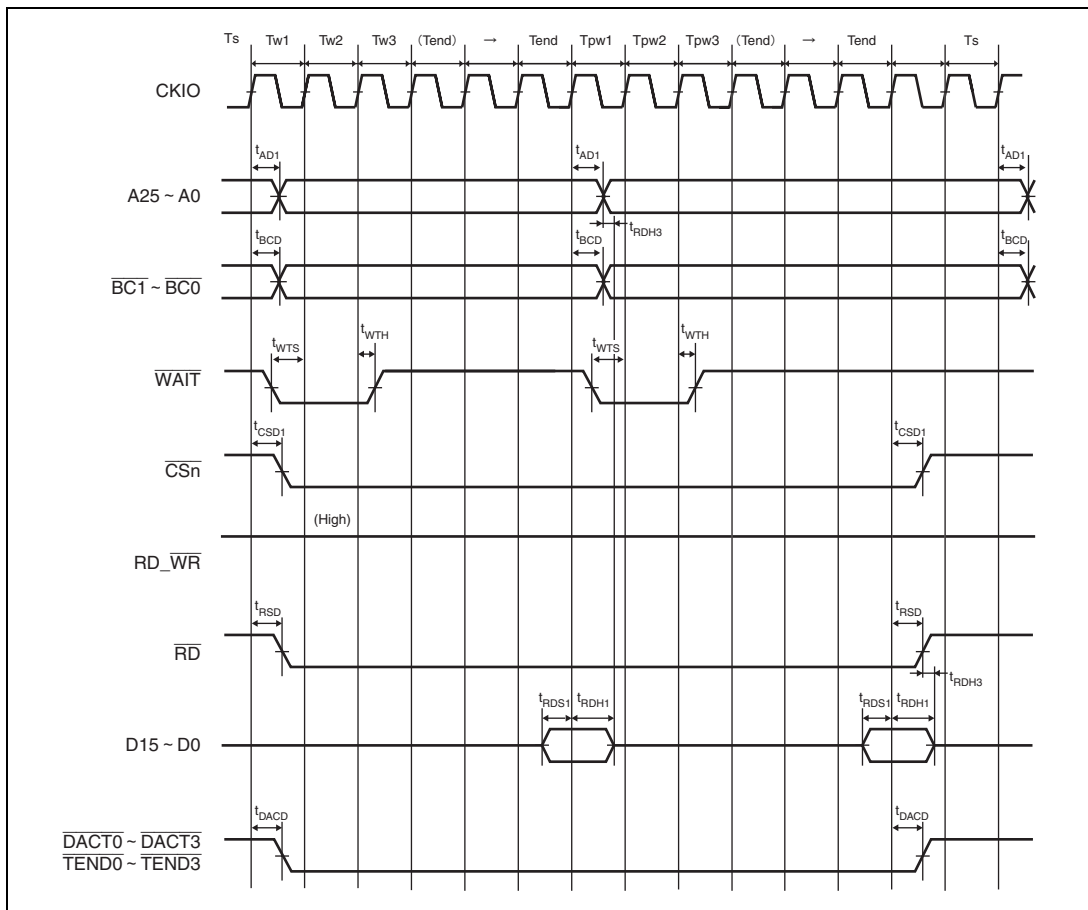 Ts Tw1 Tw2 Tw3 (Tend) → Tend Tpw1 Tpw2 Tpw3 (Tend) → Tend Ts
CKIO
tAD1 tAD1 tAD1
A25 ~ A0
tRDH3
tBCD tBCD tBCD
BC1 ~ BC0
tWTS tWTH tWTS tWTH
WAIT
tCSD1 tCSD1
CSn
(High)
RD_WR
tRSD tRSD
RD
tRDH3
tRDS1 tRDH1 tRDS1 tRDH1
D15 ~ D0
tDACD tDACD
DACT0 ~ DACT3
TEND0 ~ TEND3